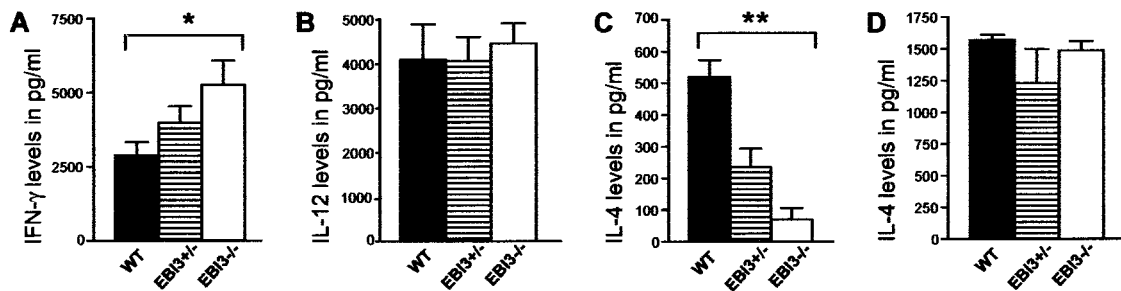 A
IFN-γ levels in pg/ml
7500
5000
2500
0
*
WT
EBI3+/-
EBI3-/-
B
IL-12 levels in pg/ml
5000
4000
3000
2000
1000
0
WT
EBI3+/-
EBI3-/-
C
IL-4 levels in pg/ml
700
600
500
400
300
200
100
0
**
WT
EBI3+/-
EBI3-/-
D
IL-4 levels in pg/ml
1750
1500
1250
1000
750
500
250
0
WT
EBI3+/-
EBI3-/-